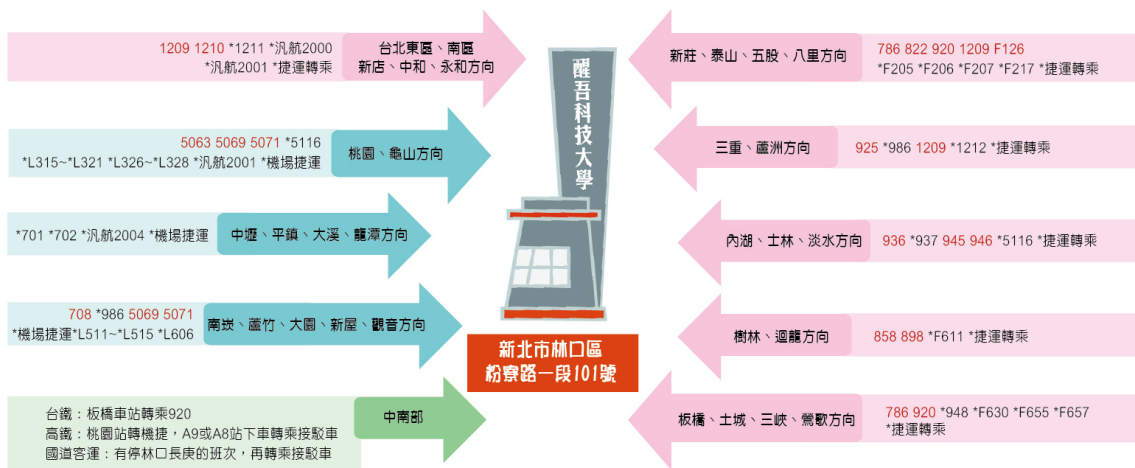 1209 1210 *1211 *汎航2000
*汎航2001 *捷運轉乘
台北東區、南區
新店、中和、永和方向
5063 5069 5071 *5116
*L315~*L321 *L326~*L328 *汎航2001 *機場捷運
桃園、龜山方向
*701 *702 *汎航2004 *機場捷運
中壢、平鎮、大溪、龍潭方向
708 *986 5069 5071
*機場捷運*L511~*L515 *L606
南崁、蘆竹、大園、新屋、觀音方向
台鐵：板橋車站轉乘920
高鐵：桃園站轉機捷，A9或A8站下車轉乘接駁車
國道客運：有停林口長庚的班次，再轉乘接駁車
中南部
醒吾科技大學
新北市林口區
粉寮路一段101號
新莊、泰山、五股、八里方向
786 822 920 1209 F126
*F205 *F206 *F207 *F217 *捷運轉乘
三重、蘆洲方向
925 *986 1209 *1212 *捷運轉乘
內湖、士林、淡水方向
936 *937 945 946 *5116 *捷運轉乘
樹林、迴龍方向
858 898 *F611 *捷運轉乘
板橋、土城、三峽、鶯歌方向
786 920 *948 *F630 *F655 *F657
*捷運轉乘